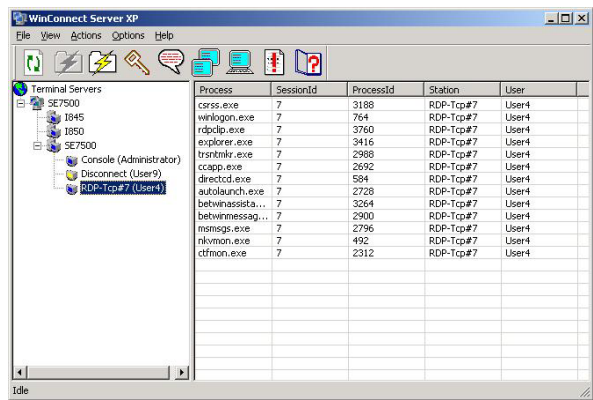 WinConnect Server XP
File View Actions Options Help
Terminal Servers
SE7500
I845
I850
SE7500
Console (Administrator)
Disconnect (User9)
RDP-Tcp#7 (User4)
Process SessionId ProcessId Station User
csrss.exe 7 3188 RDP-Tcp#7 User4
winlogon.exe 7 764 RDP-Tcp#7 User4
rdpclip.exe 7 3760 RDP-Tcp#7 User4
explorer.exe 7 3416 RDP-Tcp#7 User4
trsntmkr.exe 7 2988 RDP-Tcp#7 User4
ccapp.exe 7 2692 RDP-Tcp#7 User4
directcd.exe 7 584 RDP-Tcp#7 User4
autolaunch.exe 7 2728 RDP-Tcp#7 User4
betwinassista... 7 3264 RDP-Tcp#7 User4
betwinmessag... 7 2900 RDP-Tcp#7 User4
msmsgs.exe 7 2796 RDP-Tcp#7 User4
nkvmon.exe 7 492 RDP-Tcp#7 User4
ctfmon.exe 7 2312 RDP-Tcp#7 User4
Idle